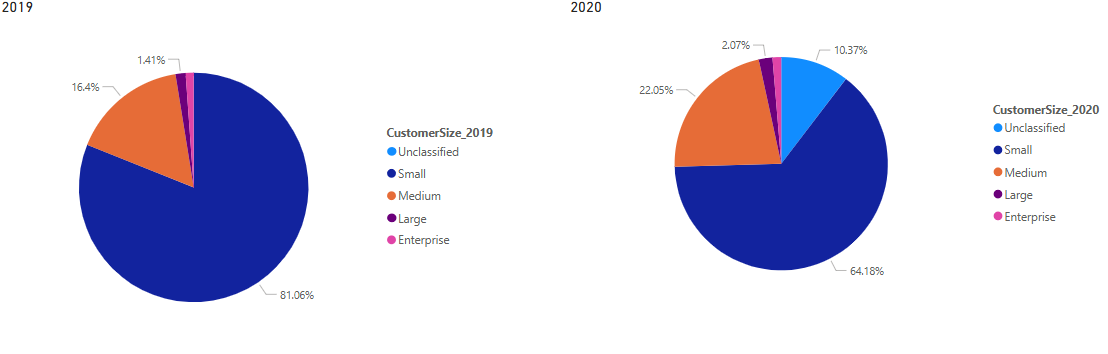 2019
1.41%
16.4%
81.06%
CustomerSize_2019
Unclassified
Small
Medium
Large
Enterprise
2020
2.07%
10.37%
22.05%
64.18%
CustomerSize_2020
Unclassified
Small
Medium
Large
Enterprise